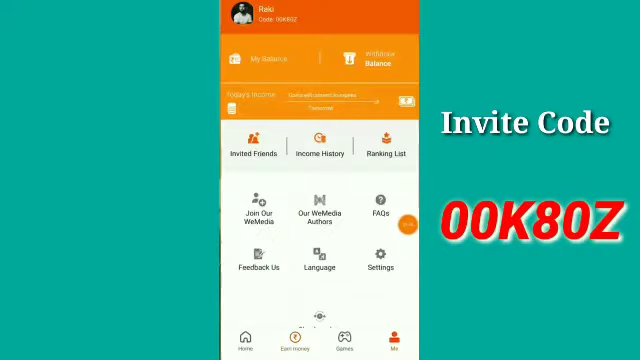 Raki
Code: 00K80Z
My Balance
Withdraw
Balance
Today's Income
Tomorrow
Invited Friends
Income History
Ranking List
Join Our
WeMedia
Our WeMedia
Authors
FAQs
Feedback Us
Language
Settings
Home
Earn money
Games
Me
Invite Code
00K80Z